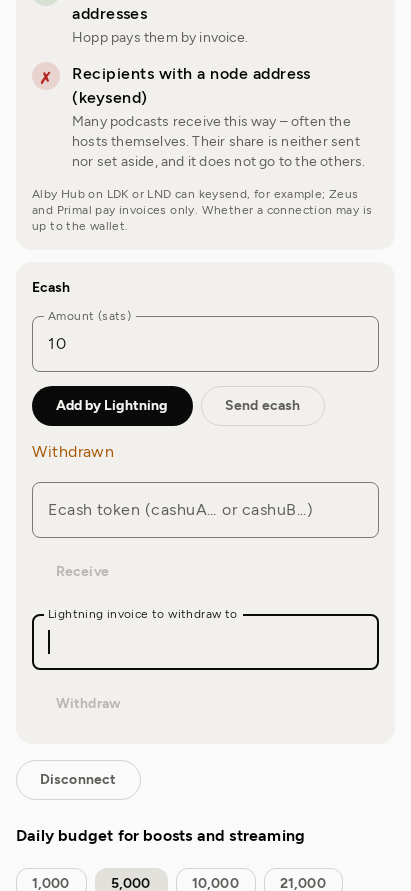 addresses
Hopp pays them by invoice.
✗
Recipients with a node address
(keysend)
Many podcasts receive this way – often the
hosts themselves. Their share is neither sent
nor set aside, and it does not go to the others.
Alby Hub on LDK or LND can keysend, for example; Zeus
and Primal pay invoices only. Whether a connection may is
up to the wallet.
Ecash
Amount (sats)
10
Add by Lightning
Send ecash
Withdrawn
Ecash token (cashuA… or cashuB…)
Receive
Lightning invoice to withdraw to
Withdraw
Disconnect
Daily budget for boosts and streaming
1,000
5,000
10,000
21,000